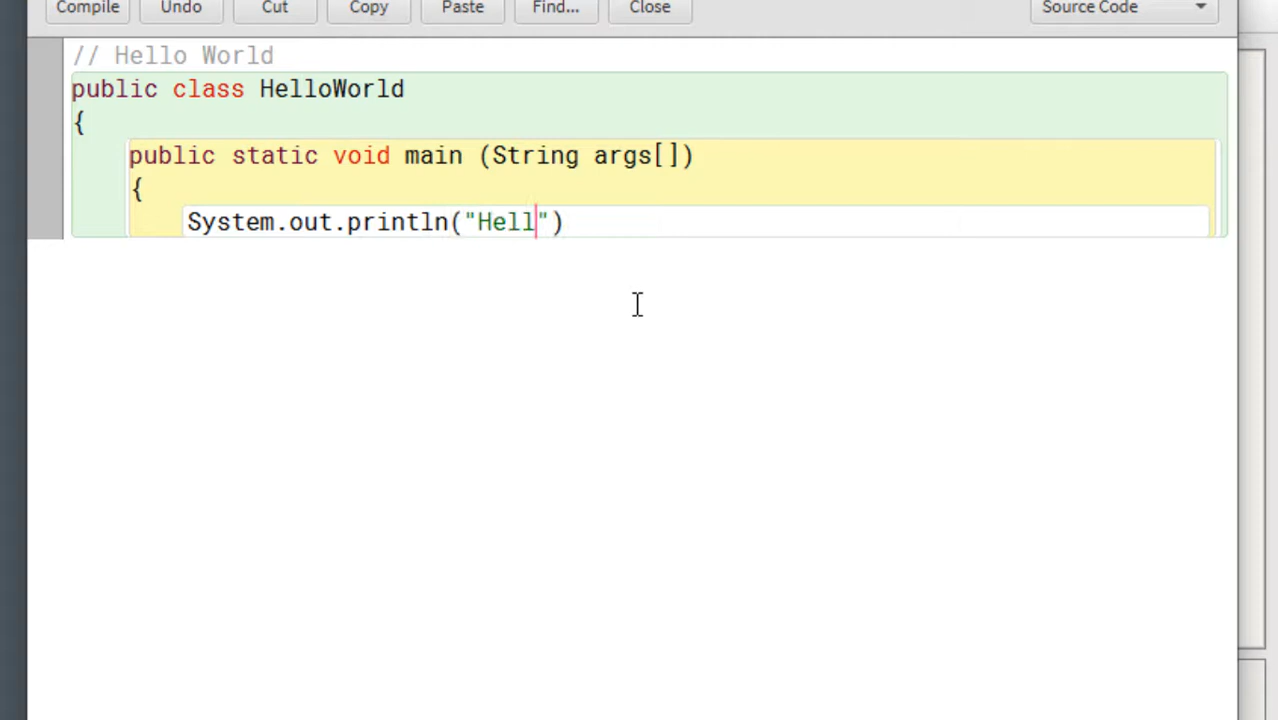 Compile Undo Cut Copy Paste Find... Close Source Code
// Hello World
public class HelloWorld
{
public static void main (String args[])
{
System.out.println("Hell")